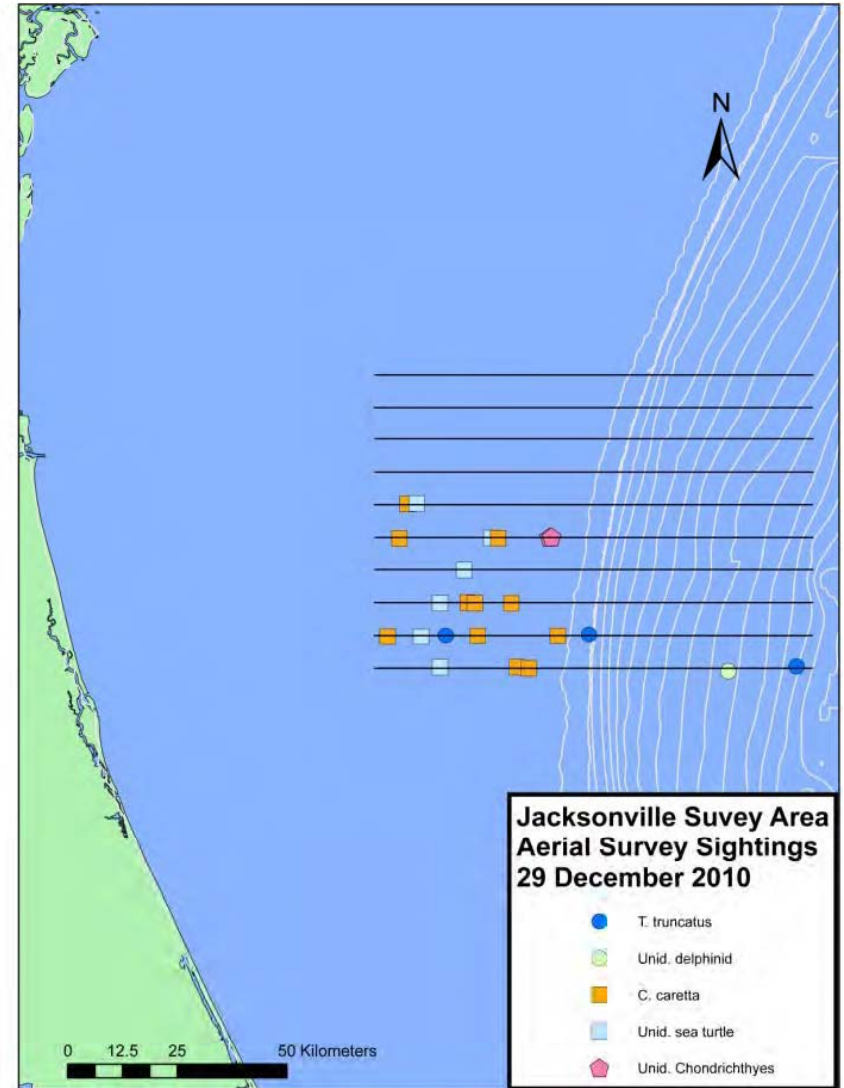 N
Jacksonville Suvey Area
Aerial Survey Sightings
29 December 2010
T. truncatus
Unid. delphinid
C. caretta
Unid. sea turtle
Unid. Chondrichthyes
0 12.5 25 50 Kilometers